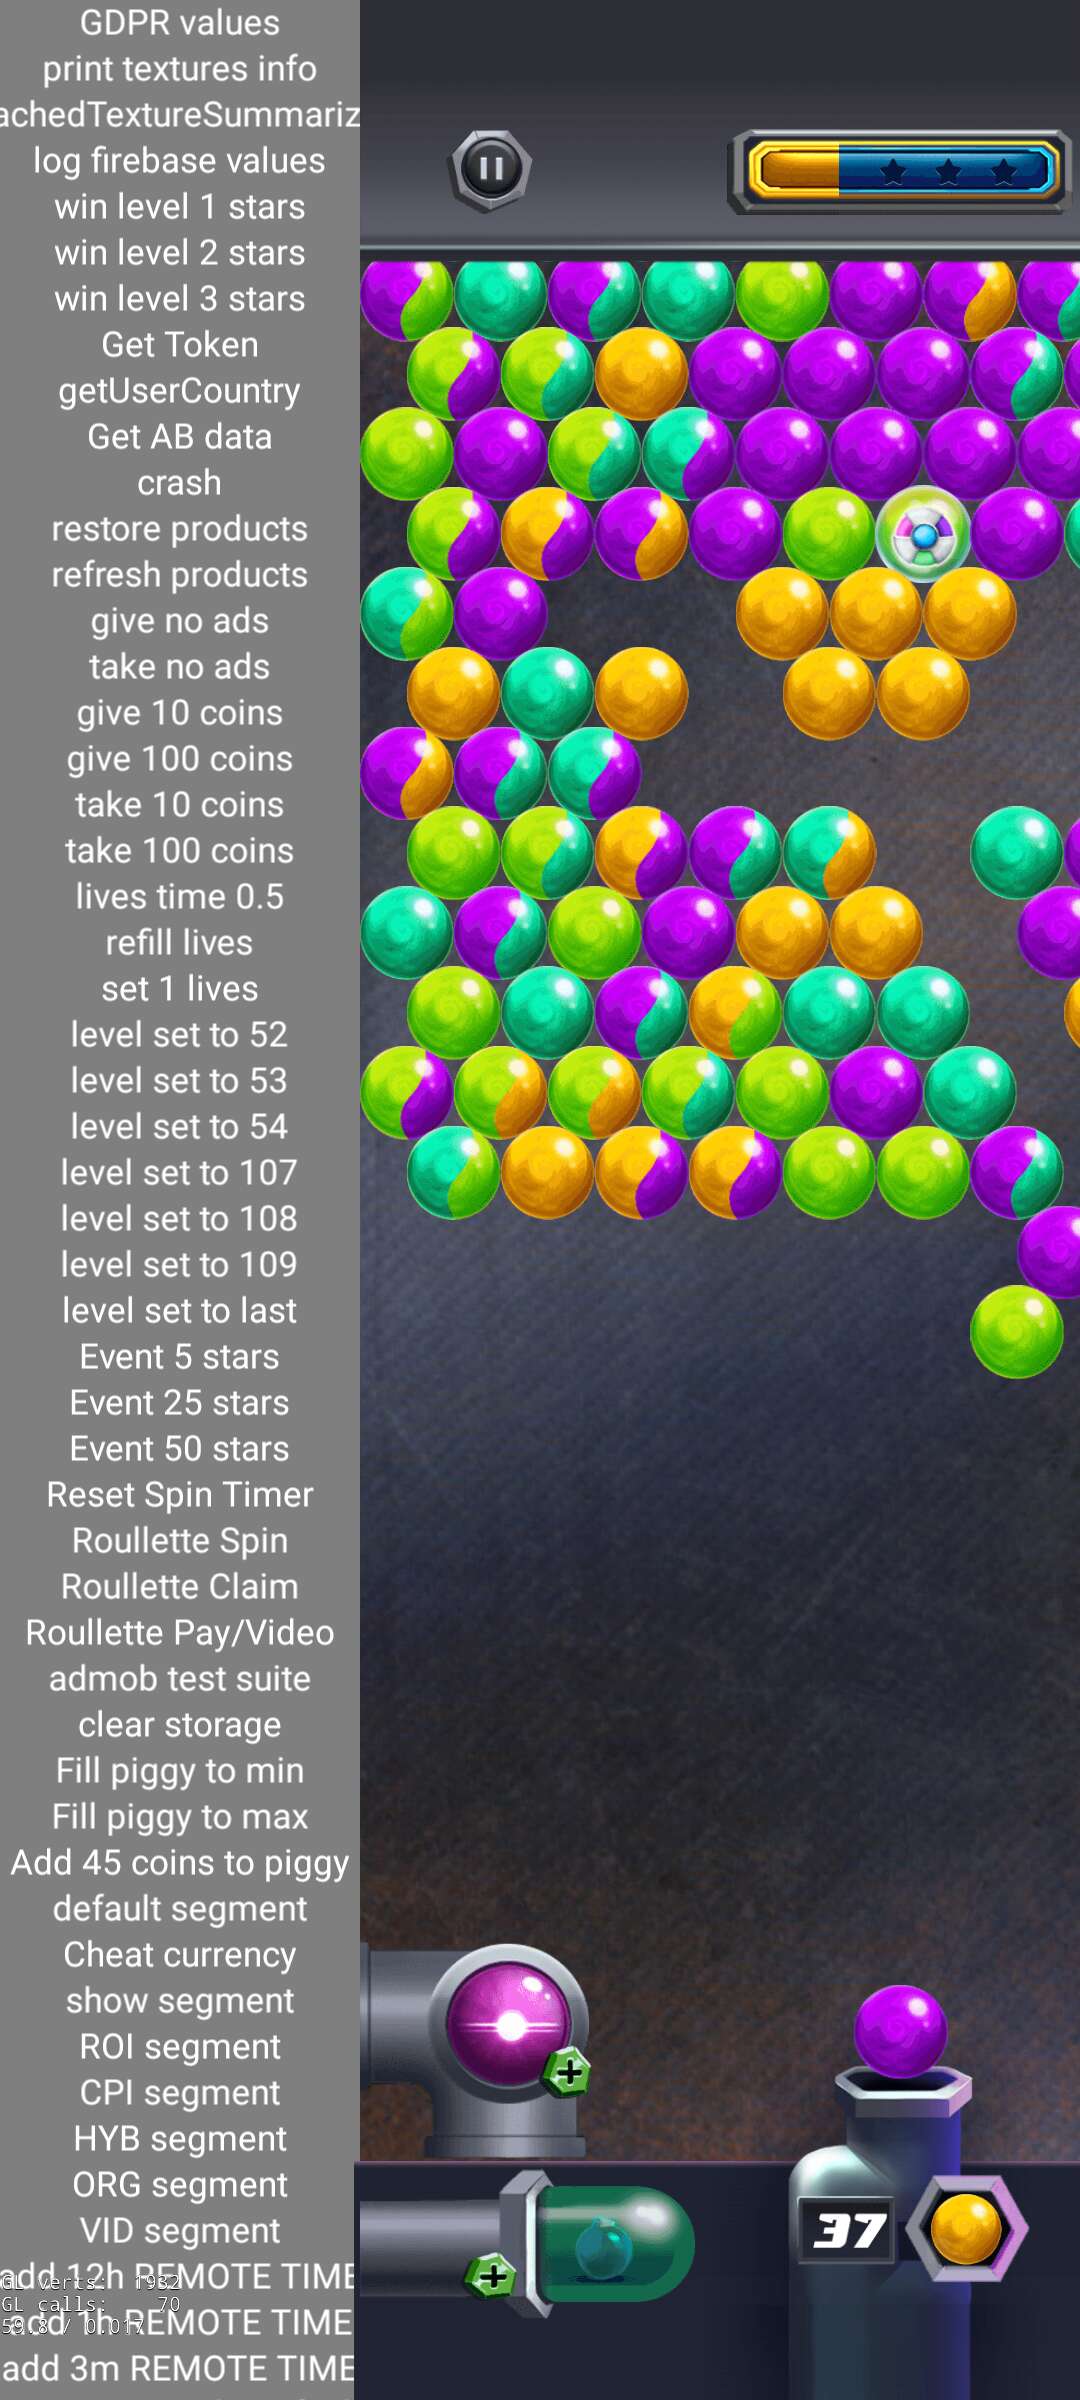 GDPR values
print textures info
achedTextureSummariz
log firebase values
win level 1 stars
win level 2 stars
win level 3 stars
Get Token
getUserCountry
Get AB data
crash
restore products
refresh products
give no ads
take no ads
give 10 coins
give 100 coins
take 10 coins
take 100 coins
lives time 0.5
refill lives
set 1 lives
level set to 52
level set to 53
level set to 54
level set to 107
level set to 108
level set to 109
level set to last
Event 5 stars
Event 25 stars
Event 50 stars
Reset Spin Timer
Roullette Spin
Roullette Claim
Roullette Pay/Video
admob test suite
clear storage
Fill piggy to min
Fill piggy to max
Add 45 coins to piggy
default segment
Cheat currency
show segment
ROI segment
CPI segment
HYB segment
ORG segment
VID segment
37
add 12h REMOTE TIME
GL verts: 1932
GL calls: 70
add 1h REMOTE TIME
59.8 / 0.017
add 3m REMOTE TIME